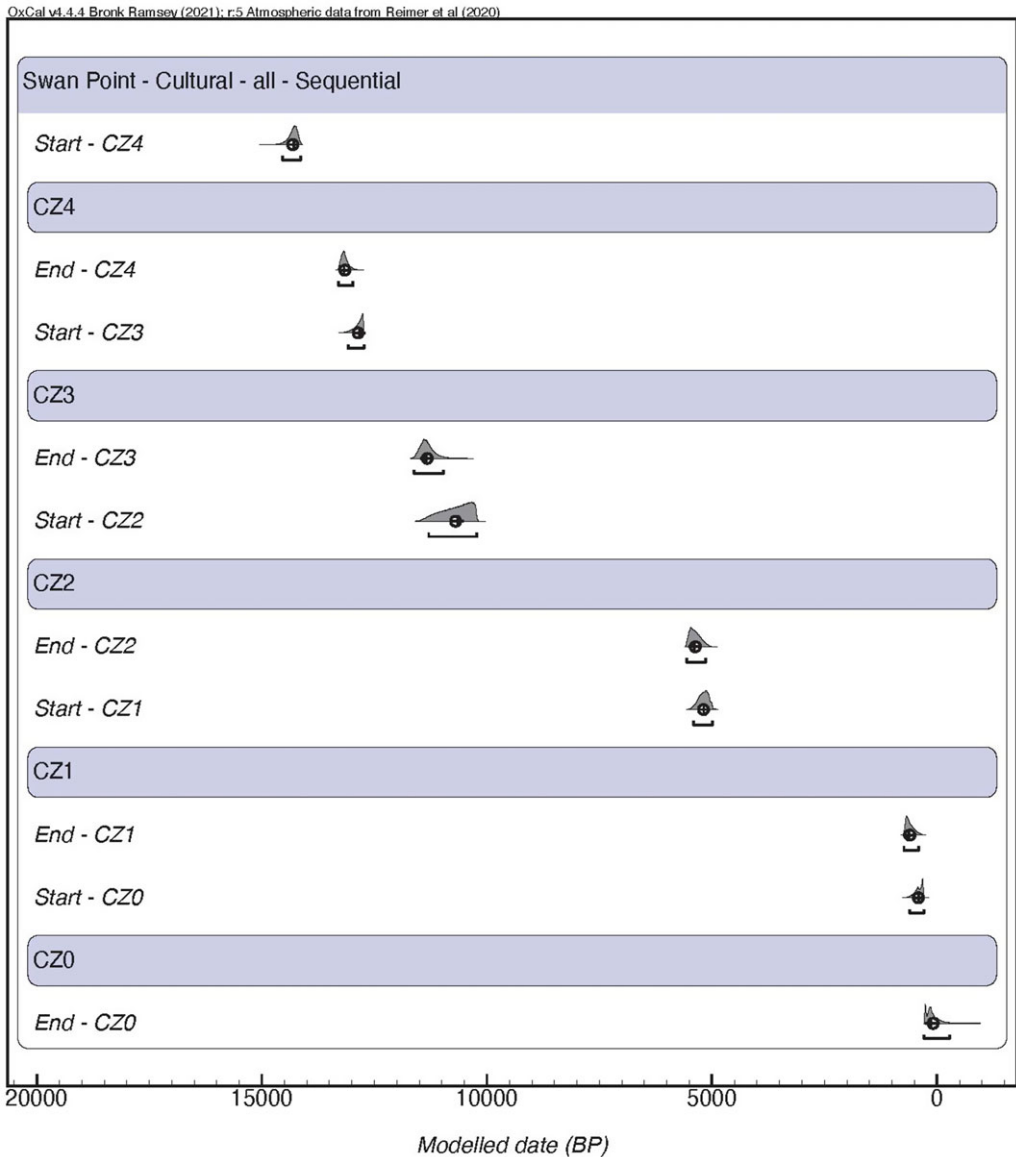 OxCal v4.4.4 Bronk Ramsey (2021); r:5 Atmospheric data from Reimer et al (2020)
Swan Point - Cultural - all - Sequential
Start - CZ4
CZ4
End - CZ4
Start - CZ3
CZ3
End - CZ3
Start - CZ2
CZ2
End - CZ2
Start - CZ1
CZ1
End - CZ1
Start - CZ0
CZ0
End - CZ0
20000 15000 10000 5000 0
Modelled date (BP)